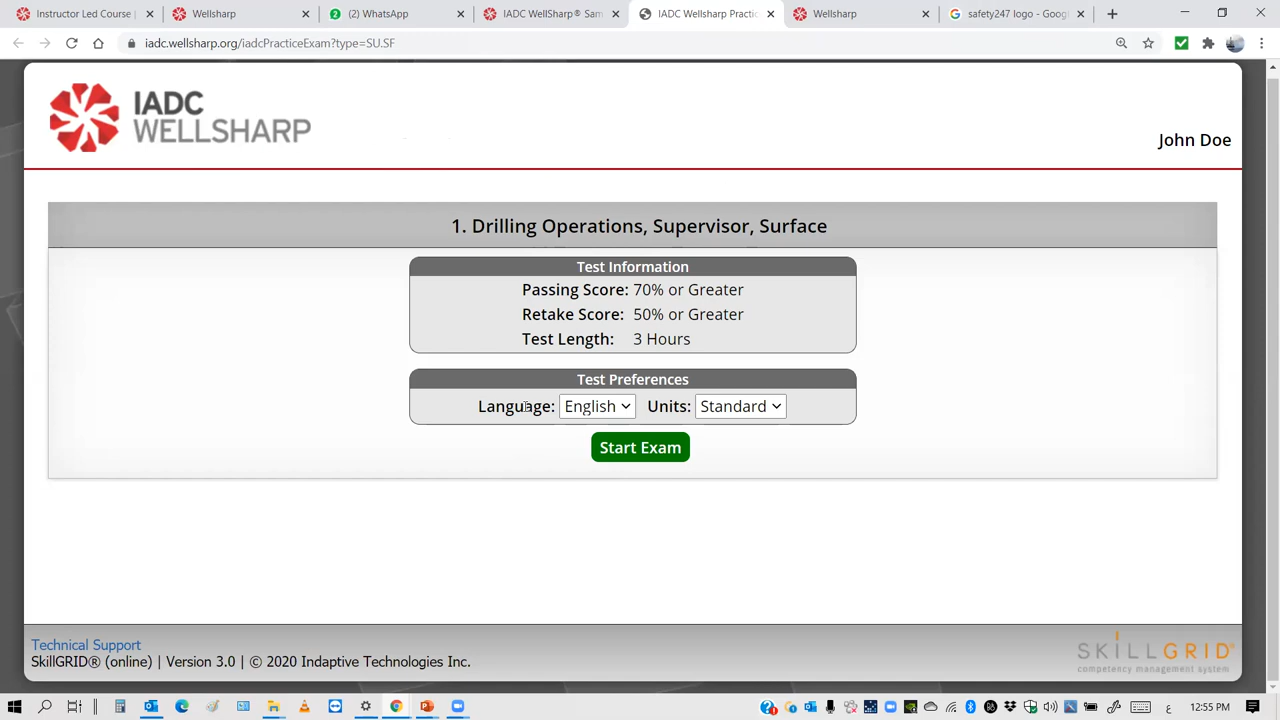 Instructor Led Course |
Wellsharp
(2) WhatsApp
IADC WellSharp® Sam
IADC Wellsharp Practic
Wellsharp
safety247 logo - Goog
iadc.wellsharp.org/iadcPracticeExam?type=SU.SF
IADC
WELLSHARP
John Doe
1. Drilling Operations, Supervisor, Surface
Test Information
Passing Score: 70% or Greater
Retake Score: 50% or Greater
Test Length: 3 Hours
Test Preferences
Language: English Units: Standard
Start Exam
Technical Support
SkillGRID® (online) | Version 3.0 | © 2020 Indaptive Technologies Inc.
SKILLGRID®
competency management system
ع 12:55 PM